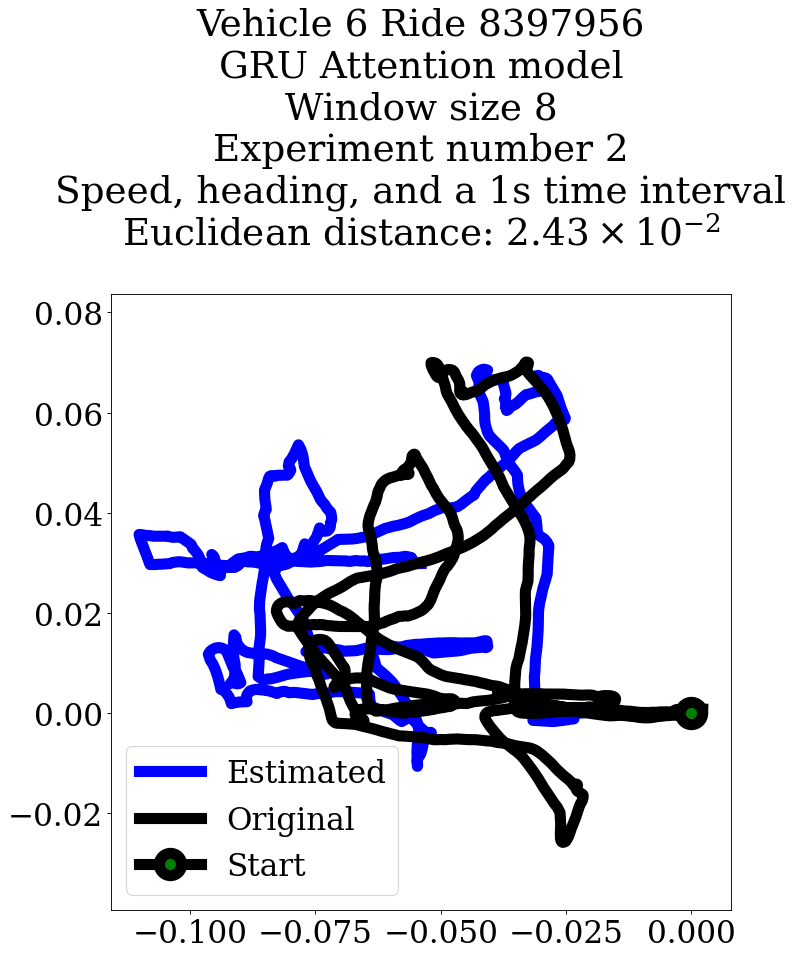 Vehicle 6 Ride 8397956
GRU Attention model
Window size 8
Experiment number 2
Speed, heading, and a 1s time interval
Euclidean distance: 2.43 × 10⁻²
0.08
0.06
0.04
0.02
0.00
−0.02
Estimated
Original
Start
−0.100 −0.075 −0.050 −0.025 0.000